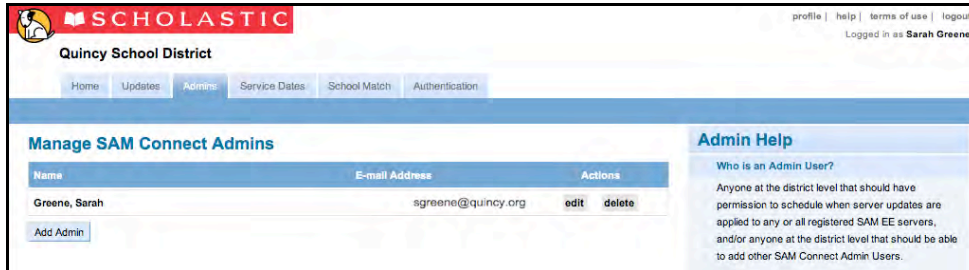 SCHOLASTIC
profile | help | terms of use | logout
Logged in as Sarah Greene
Quincy School District
Home Updates Admins Service Dates School Match Authentication
Manage SAM Connect Admins
Name E-mail Address Actions
Greene, Sarah sgreene@quincy.org edit delete
Add Admin
Admin Help
Who is an Admin User?
Anyone at the district level that should have
permission to schedule when server updates are
applied to any or all registered SAM EE servers,
and/or anyone at the district level that should be able
to add other SAM Connect Admin Users.